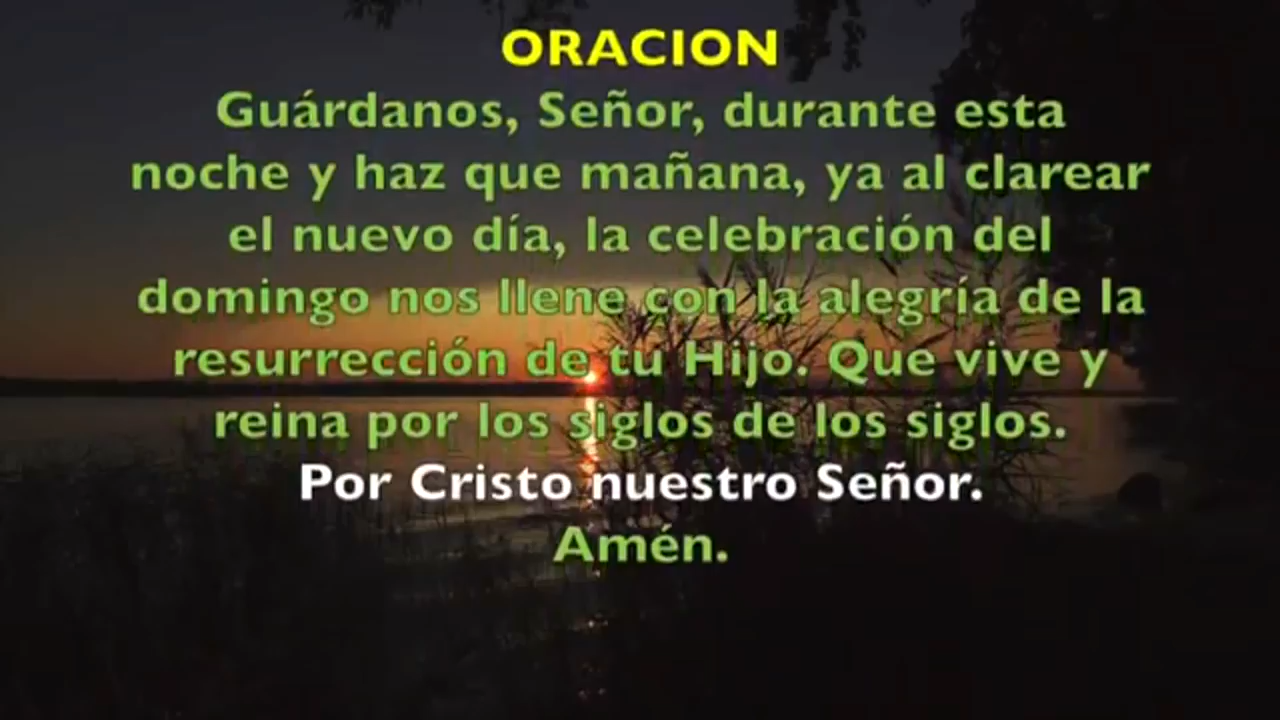 ORACION
Guárdanos, Señor, durante esta
noche y haz que mañana, ya al clarear
el nuevo día, la celebración del
domingo nos llene con la alegría de la
resurrección de tu Hijo. Que vive y
reina por los siglos de los siglos.
Por Cristo nuestro Señor.
Amén.